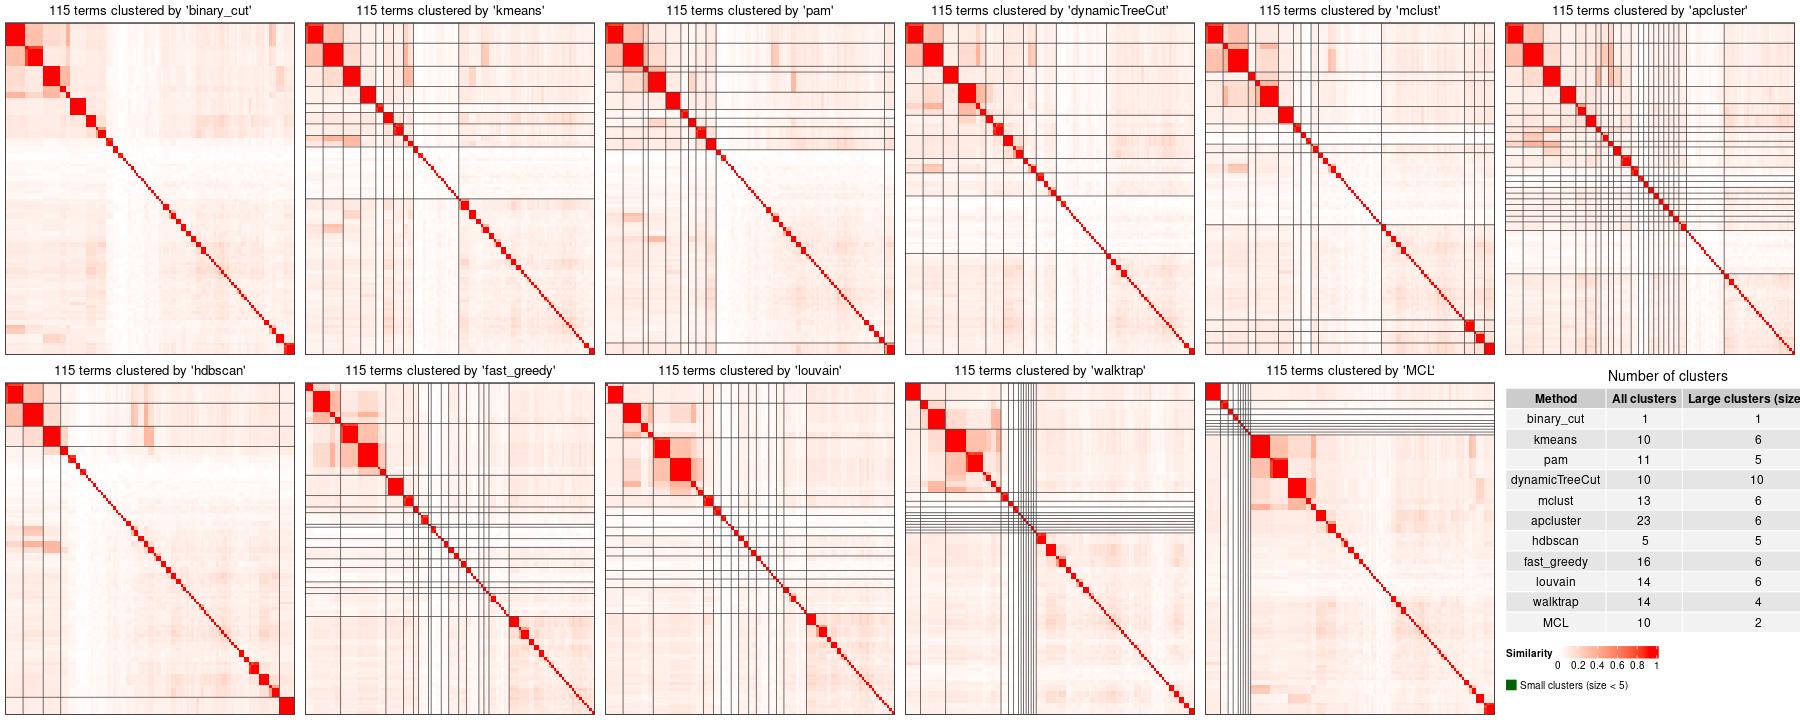 115 terms clustered by 'binary_cut'
115 terms clustered by 'kmeans'
115 terms clustered by 'pam'
115 terms clustered by 'dynamicTreeCut'
115 terms clustered by 'mclust'
115 terms clustered by 'apcluster'
115 terms clustered by 'hdbscan'
115 terms clustered by 'fast_greedy'
115 terms clustered by 'louvain'
115 terms clustered by 'walktrap'
115 terms clustered by 'MCL'
Number of clusters
Method All clusters Large clusters (size
binary_cut 1 1
kmeans 10 6
pam 11 5
dynamicTreeCut 10 10
mclust 13 6
apcluster 23 6
hdbscan 5 5
fast_greedy 16 6
louvain 14 6
walktrap 14 4
MCL 10 2
Similarity
0 0.2 0.4 0.6 0.8 1
Small clusters (size < 5)